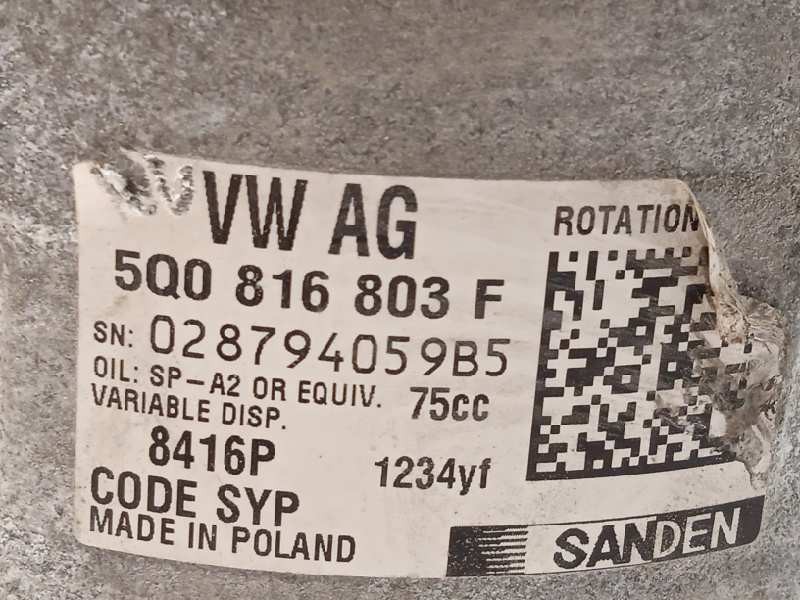 VW AG
ROTATION
5Q0 816 803 F
SN: 028794059B5
OIL: SP-A2 OR EQUIV. 75cc
VARIABLE DISP.
8416P 1234yf
CODE SYP
MADE IN POLAND
SANDEN